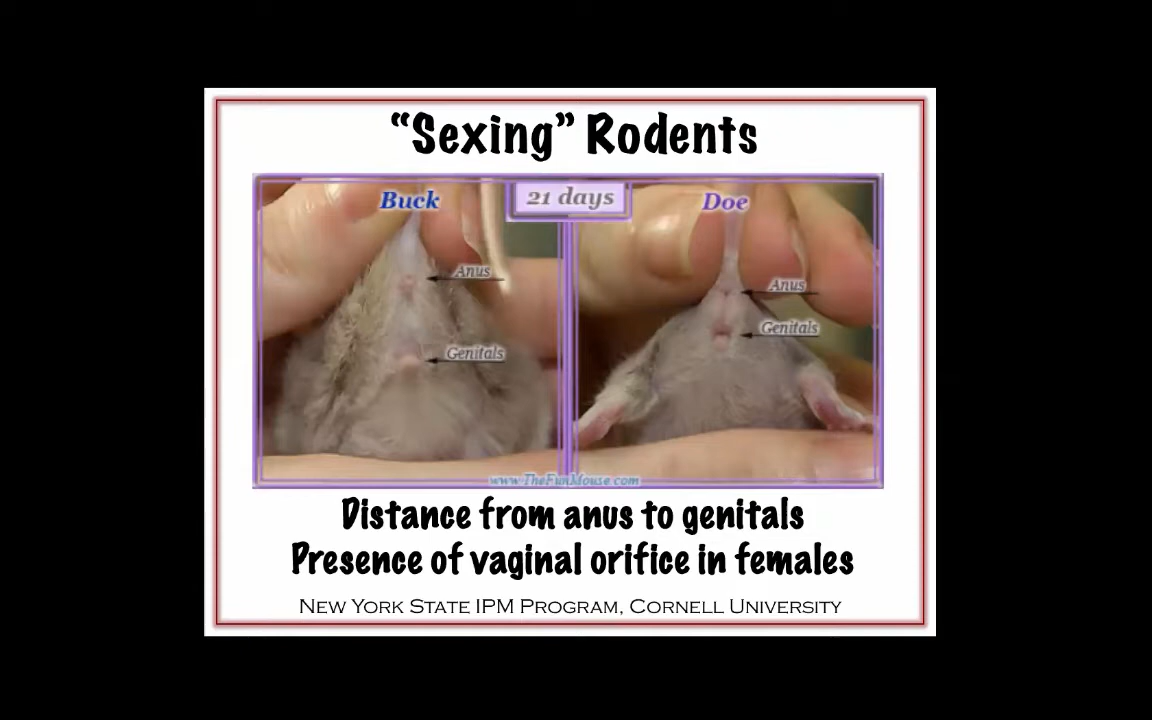 “Sexing” Rodents
Buck
21 days
Doe
Anus
Anus
Genitals
Genitals
www.TheFunMouse.com
Distance from anus to genitals
Presence of vaginal orifice in females
New York State IPM Program, Cornell University